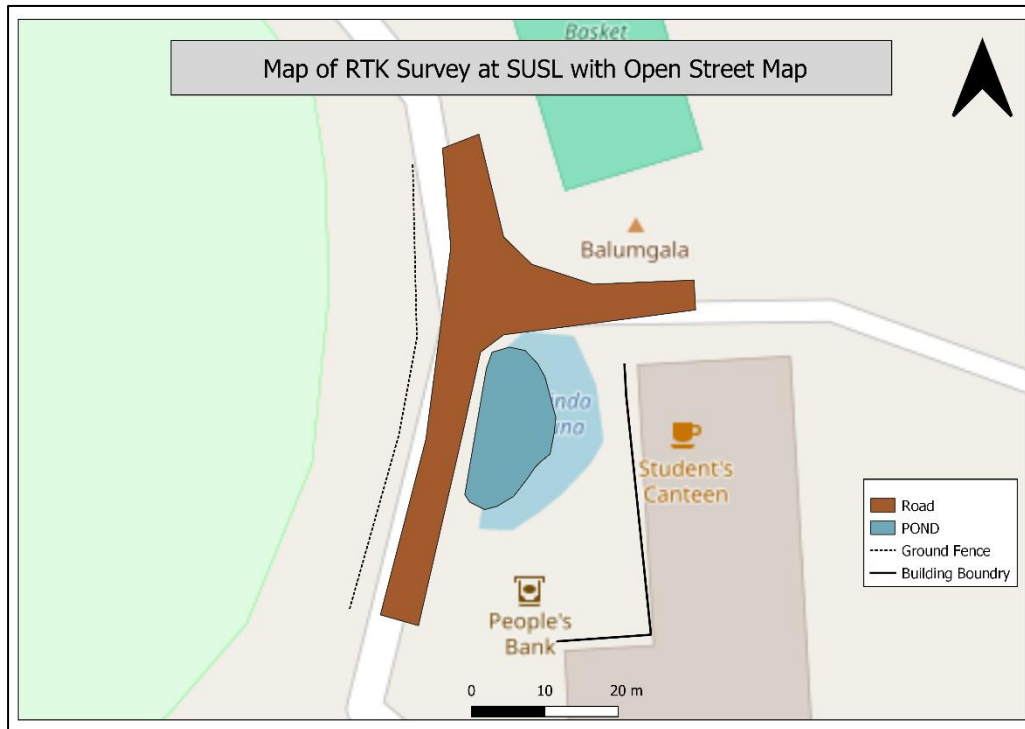 Basket
Map of RTK Survey at SUSL with Open Street Map
Balumgala
Student's
Canteen
People's
Bank
Road
POND
Ground Fence
Building Boundry
0 10 20 m